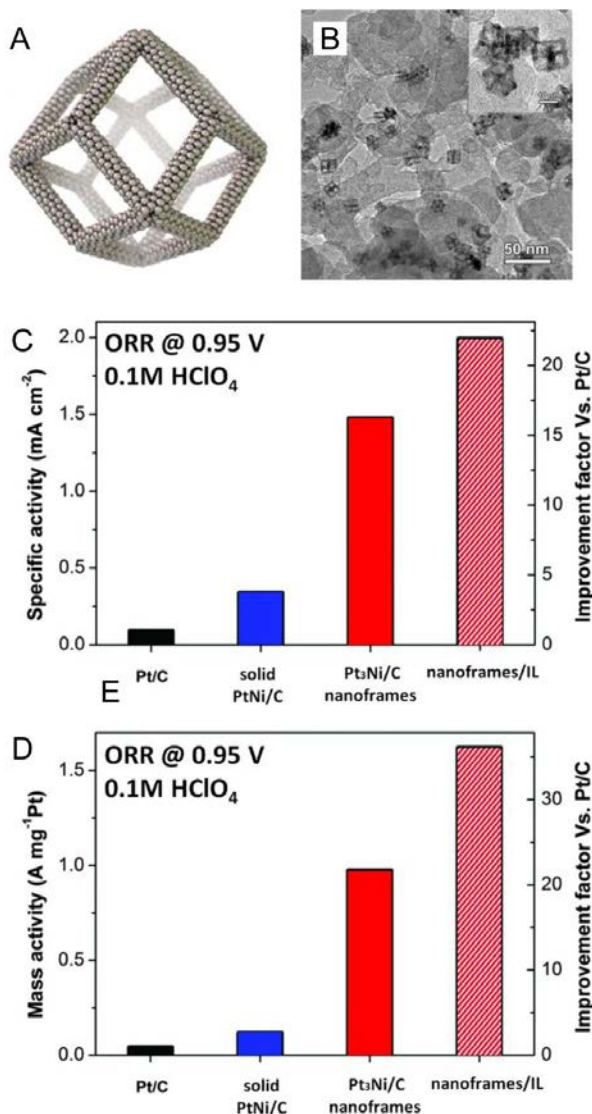 A
B
50 nm
C
ORR @ 0.95 V
0.1M HClO₄
Specific activity (mA cm⁻²)
2.0
1.5
1.0
0.5
0.0
Improvement factor Vs. Pt/C
20
15
10
5
0
Pt/C
solid
PtNi/C
Pt₃Ni/C
nanoframes
nanoframes/IL
E
D
ORR @ 0.95 V
0.1M HClO₄
Mass activity (A mg⁻¹Pt)
1.5
1.0
0.5
0.0
Improvement factor Vs. Pt/C
30
20
10
0
Pt/C
solid
PtNi/C
Pt₃Ni/C
nanoframes
nanoframes/IL